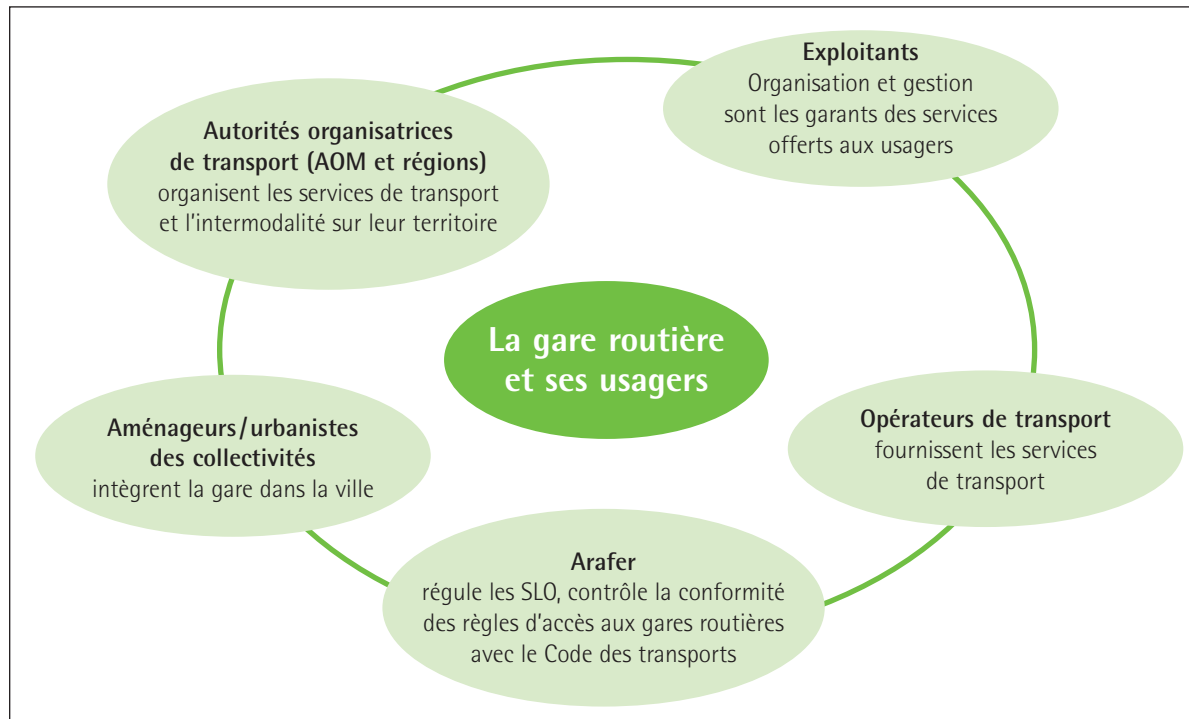 Exploitants
Organisation et gestion
sont les garants des services
offerts aux usagers
Autorités organisatrices
de transport (AOM et régions)
organisent les services de transport
et l'intermodalité sur leur territoire
La gare routière
et ses usagers
Opérateurs de transport
fournissent les services
de transport
Aménageurs/urbanistes
des collectivités
intègrent la gare dans la ville
Arafer
régule les SLO, contrôle la conformité
des règles d'accès aux gares routières
avec le Code des transports